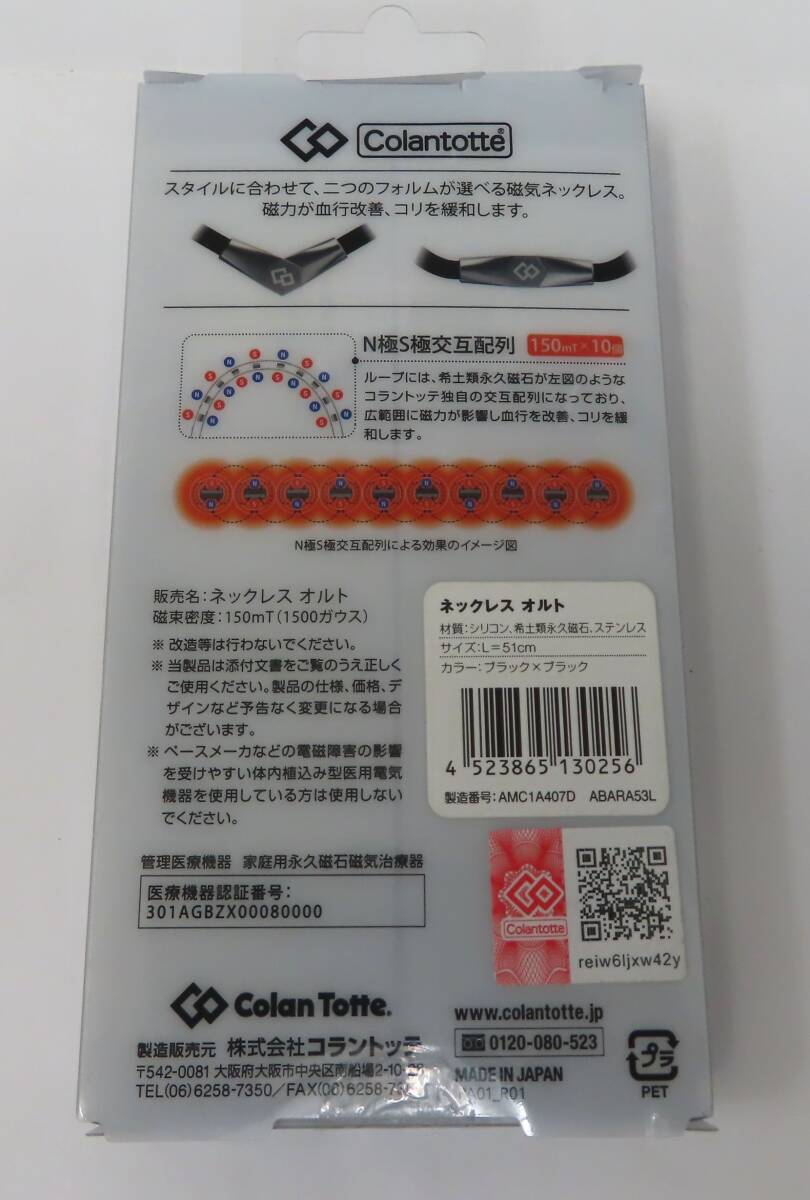 Colantotte®
スタイルに合わせて、二つのフォルムが選べる磁気ネックレス。
磁力が血行改善、コリを緩和します。
N極S極交互配列 150mT×10個
ループには、希土類永久磁石が左図のような
コラントッテ独自の交互配列になっており、
広範囲に磁力が影響し血行を改善、コリを緩
和します。
N極S極交互配列による効果のイメージ図
販売名:ネックレス オルト
磁束密度:150mT(1500ガウス)
※ 改造等は行わないでください。
※ 当製品は添付文書をご覧のうえ正しく
ご使用ください。製品の仕様、価格、デ
ザインなど予告なく変更になる場合
がございます。
※ ペースメーカなどの電磁障害の影響
を受けやすい体内植込み型医用電気
機器を使用している方は使用しない
でください。
管理医療機器 家庭用永久磁石磁気治療器
医療機器認証番号:
301AGBZX00080000
ネックレス オルト
材質:シリコン、希土類永久磁石、ステンレス
サイズ:L=51cm
カラー:ブラック×ブラック
4 523865 130256
製造番号:AMC1A407D ABARA53L
Colantotte
reiw6ljxw42y
Colan Totte.
製造販売元 株式会社コラントッテ
〒542-0081 大阪府大阪市中央区南船場2-10-26
TEL(06)6258-7350/FAX(06)6258-73
www.colantotte.jp
0120-080-523
MADE IN JAPAN
A01_R01
プラ
PET